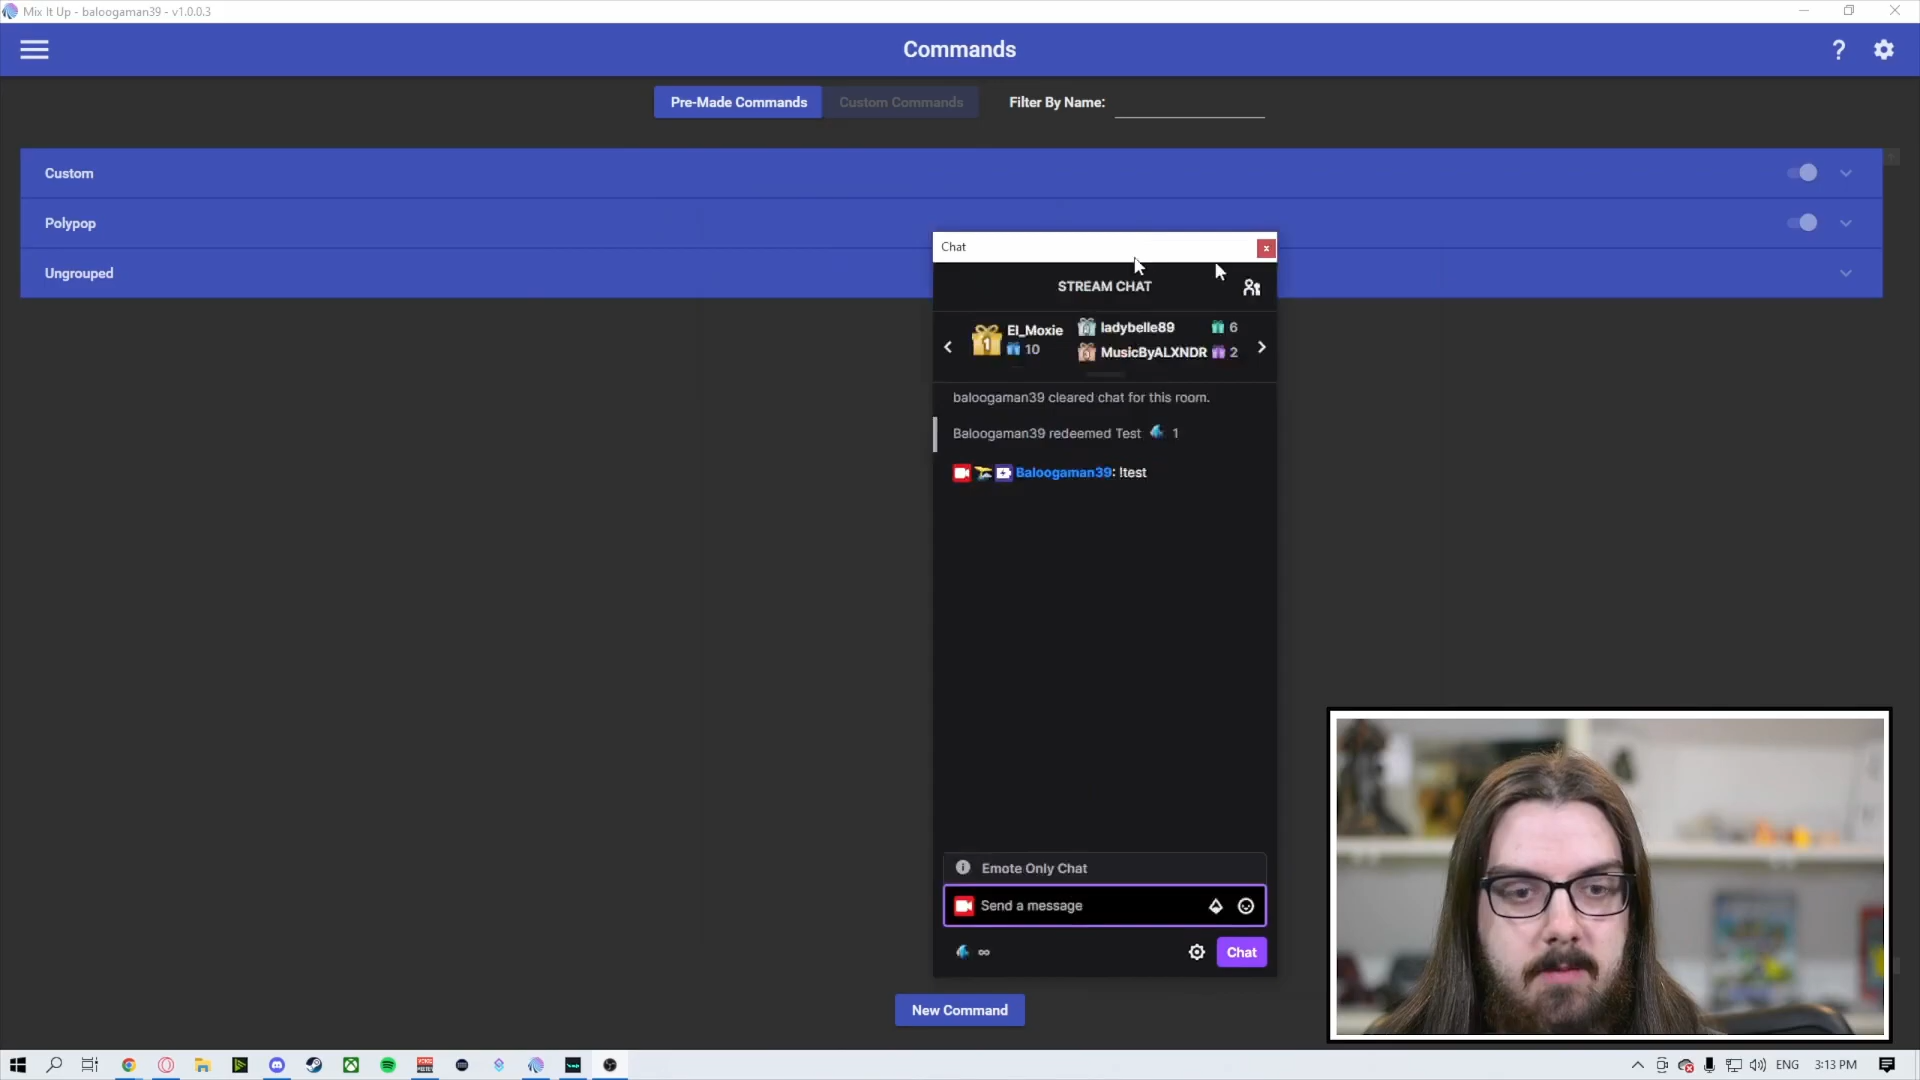 Mix It Up - baloogaman39 - v1.0.0.3
Commands
Pre-Made Commands
Custom Commands
Filter By Name:
Custom
Polypop
Ungrouped
Chat
STREAM CHAT
1
El_Moxie
10
ladybelle89
6
MusicByALXNDR
2
baloogaman39 cleared chat for this room.
Baloogaman39 redeemed Test 1
Baloogaman39: !test
Emote Only Chat
Send a message
∞
Chat
New Command
ENG
3:13 PM